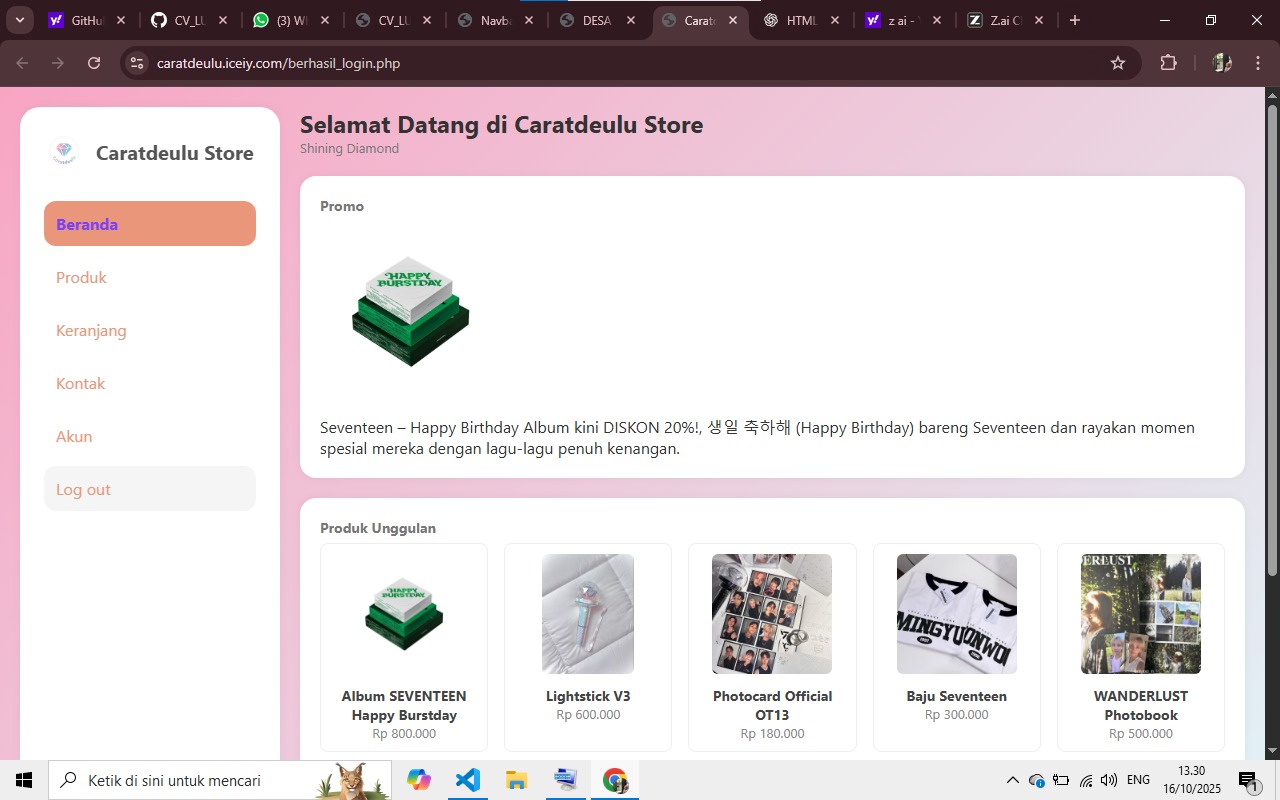 GitHu
CV_LU
(3) W
CV_LU
Navba
DESA
Carat
HTML
z ai -
Z.ai C
caratdeulu.iceiy.com/berhasil_login.php
Caratdeulu Store
Beranda
Produk
Keranjang
Kontak
Akun
Log out
Selamat Datang di Caratdeulu Store
Shining Diamond
Promo
HAPPY
BURSTDAY
Seventeen – Happy Birthday Album kini DISKON 20%!, 생일 축하해 (Happy Birthday) bareng Seventeen dan rayakan momen
spesial mereka dengan lagu-lagu penuh kenangan.
Produk Unggulan
HAPPY
BURSTDAY
Album SEVENTEEN
Happy Burstday
Rp 800.000
Lightstick V3
Rp 600.000
Photocard Official
OT13
Rp 180.000
MINGYU
WONWOO
Baju Seventeen
Rp 300.000
ERLUST
WANDERLUST
Photobook
Rp 500.000
Ketik di sini untuk mencari
ENG
13.30
16/10/2025
1